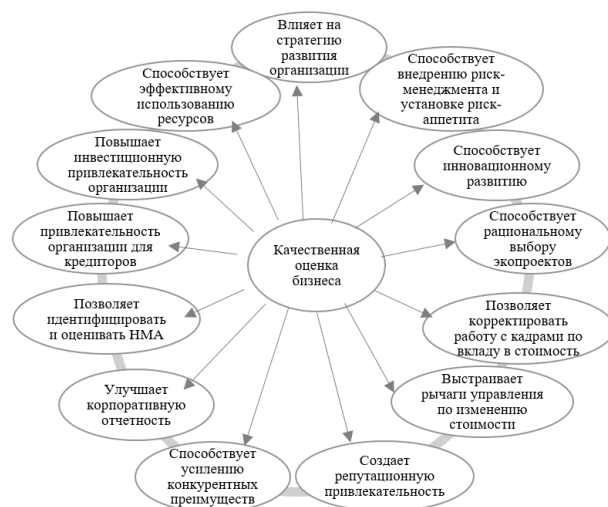 Влияет на
стратегию
развития
организации
Способствует
внедрению риск-
менеджмента и
установке риск-
аппетита
Способствует
инновационному
развитию
Способствует
рациональному
выбору
экопроектов
Позволяет
корректировать
работу с кадрами по
вкладу в стоимость
Выстраивает
рычаги управления
по изменению
стоимости
Создает
репутационную
привлекательность
Способствует
усилению
конкурентных
преимуществ
Улучшает
корпоративную
отчетность
Позволяет
идентифицировать
и оценивать НМА
Повышает
привлекательность
организации для
кредиторов
Повышает
инвестиционную
привлекательность
организации
Способствует
эффективному
использованию
ресурсов
Качественная
оценка
бизнеса